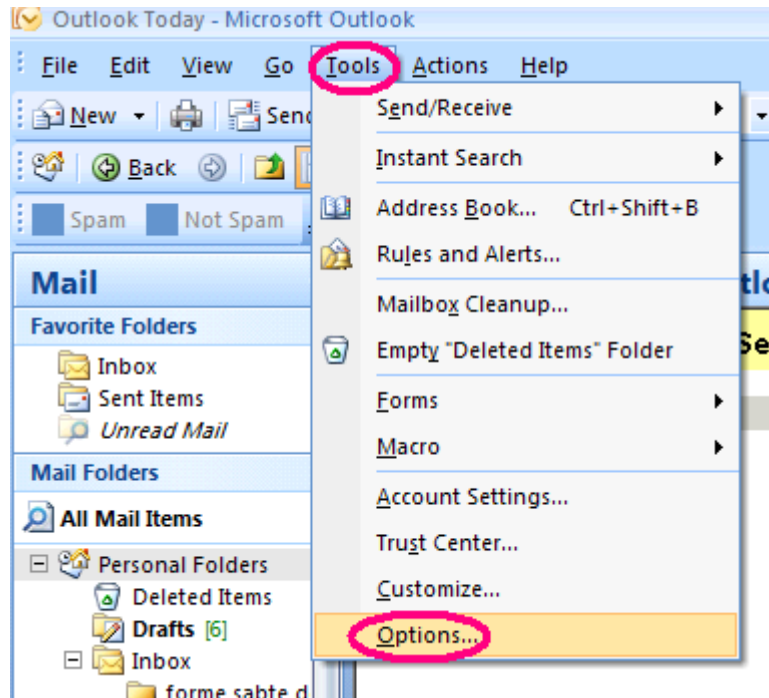 Outlook Today - Microsoft Outlook
File Edit View Go Tools Actions Help
New Send
Back
Spam Not Spam
Send/Receive
Instant Search
Address Book... Ctrl+Shift+B
Rules and Alerts...
Mailbox Cleanup...
Empty "Deleted Items" Folder
Forms
Macro
Account Settings...
Trust Center...
Customize...
Options...
Mail
Favorite Folders
Inbox
Sent Items
Unread Mail
Mail Folders
All Mail Items
Personal Folders
Deleted Items
Drafts [6]
Inbox
forme sabte d